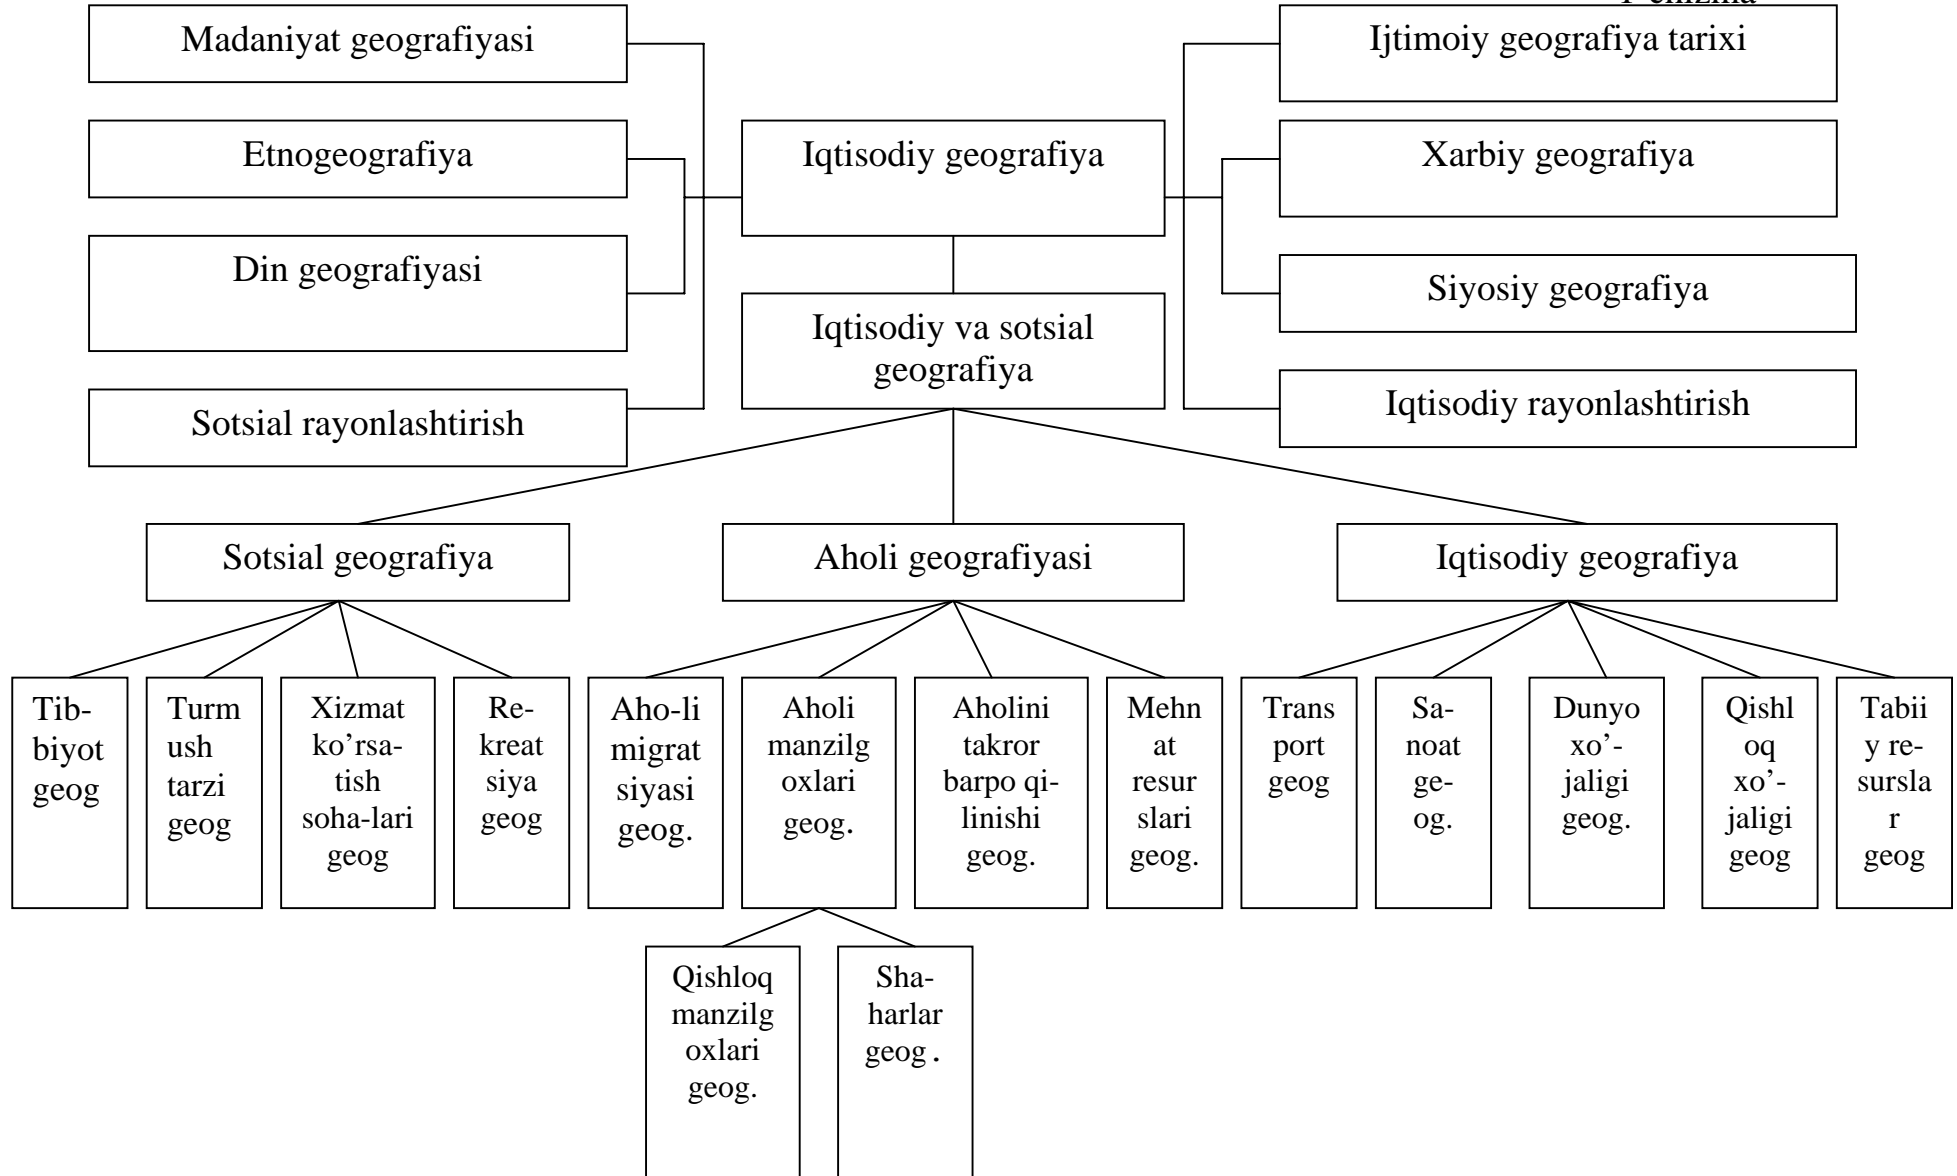 Madaniyat geografiyasi
Ijtimoiy geografiya tarixi
Etnogeografiya
Iqtisodiy geografiya
Xarbiy geografiya
Din geografiyasi
Siyosiy geografiya
Iqtisodiy va sotsial
geografiya
Sotsial rayonlashtirish
Iqtisodiy rayonlashtirish
Sotsial geografiya
Aholi geografiyasi
Iqtisodiy geografiya
Tib-
biyot
geog
Turm
ush
tarzi
geog
Xizmat
ko’rsa-
tish
soha-lari
geog
Re-
kreat
siya
geog
Aho-li
migrat
siyasi
geog.
Aholi
manzilg
oxlari
geog.
Aholini
takror
barpo qi-
linishi
geog.
Mehn
at
resur
slari
geog.
Trans
port
geog
Sa-
noat
ge-
og.
Dunyo
xo’-
jaligi
geog.
Qishl
oq
xo’-
jaligi
geog
Tabii
y re-
sursla
r
geog
Qishloq
manzilg
oxlari
geog.
Sha-
harlar
geog.